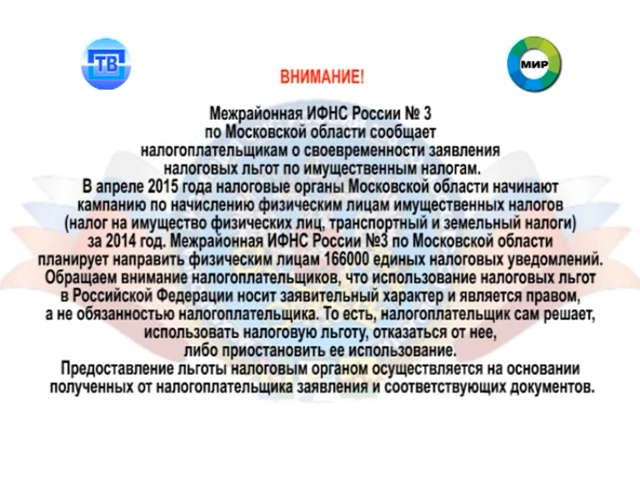 ТВ
МИР
ВНИМАНИЕ!
Межрайонная ИФНС России № 3
по Московской области сообщает
налогоплательщикам о своевременности заявления
налоговых льгот по имущественным налогам.
В апреле 2015 года налоговые органы Московской области начинают
кампанию по начислению физическим лицам имущественных налогов
(налог на имущество физических лиц, транспортный и земельный налоги)
за 2014 год. Межрайонная ИФНС России №3 по Московской области
планирует направить физическим лицам 166000 единых налоговых уведомлений.
Обращаем внимание налогоплательщиков, что использование налоговых льгот
в Российской Федерации носит заявительный характер и является правом,
а не обязанностью налогоплательщика. То есть, налогоплательщик сам решает,
использовать налоговую льготу, отказаться от нее,
либо приостановить ее использование.
Предоставление льготы налоговым органом осуществляется на основании
полученных от налогоплательщика заявления и соответствующих документов.